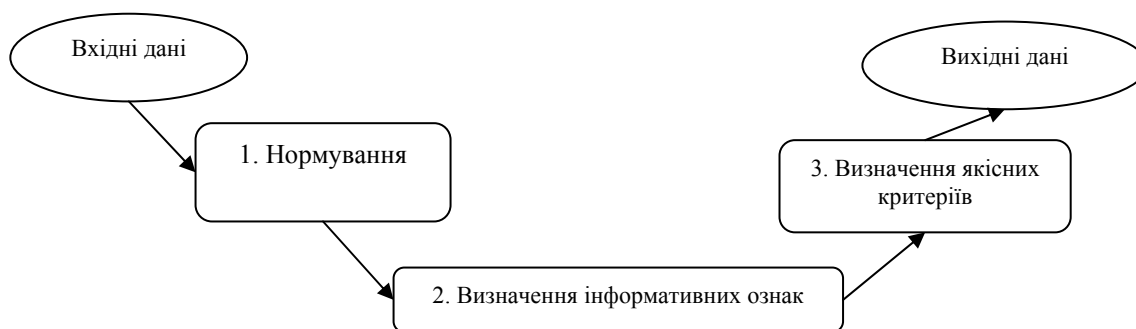 Вхідні дані
1. Нормування
2. Визначення інформативних ознак
3. Визначення якісних
критеріїв
Вихідні дані